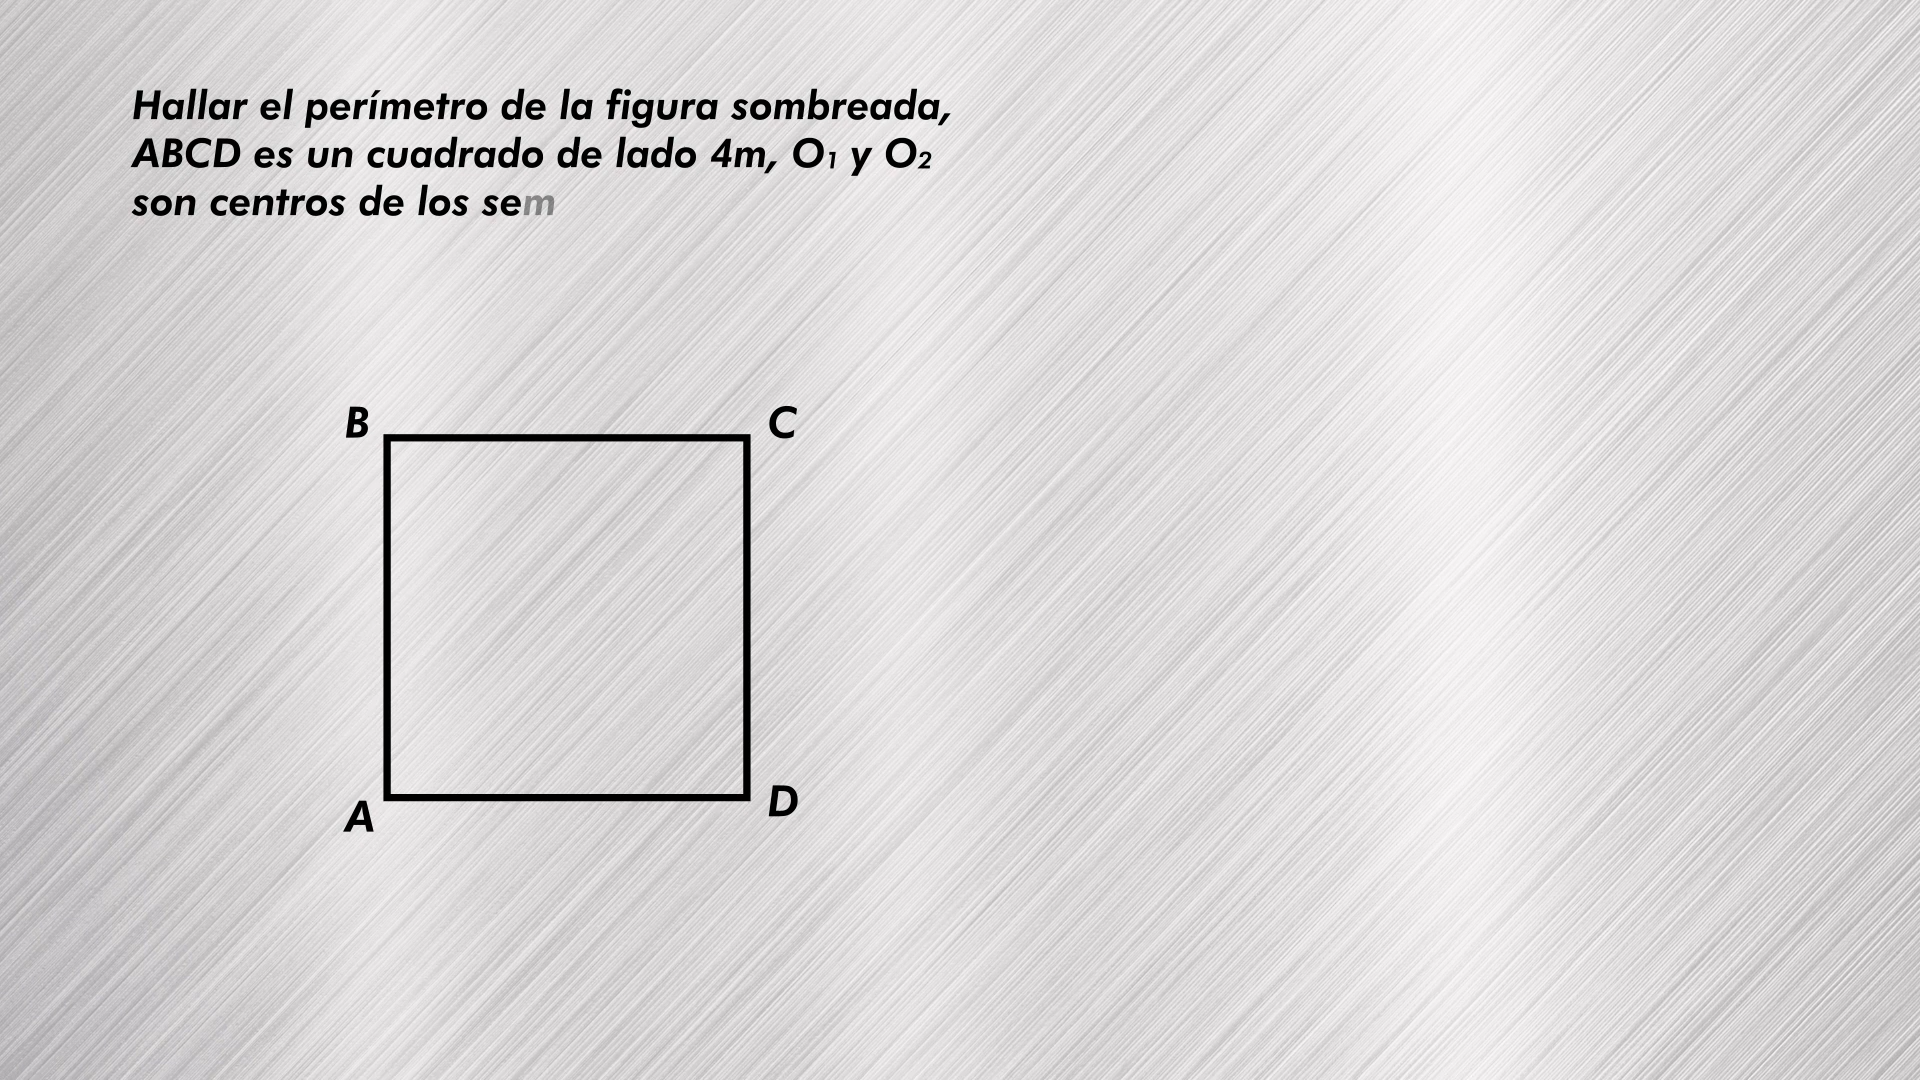 Hallar el perímetro de la figura sombreada,
ABCD es un cuadrado de lado 4m, O₁ y O₂
son centros de los sem
B
C
A
D